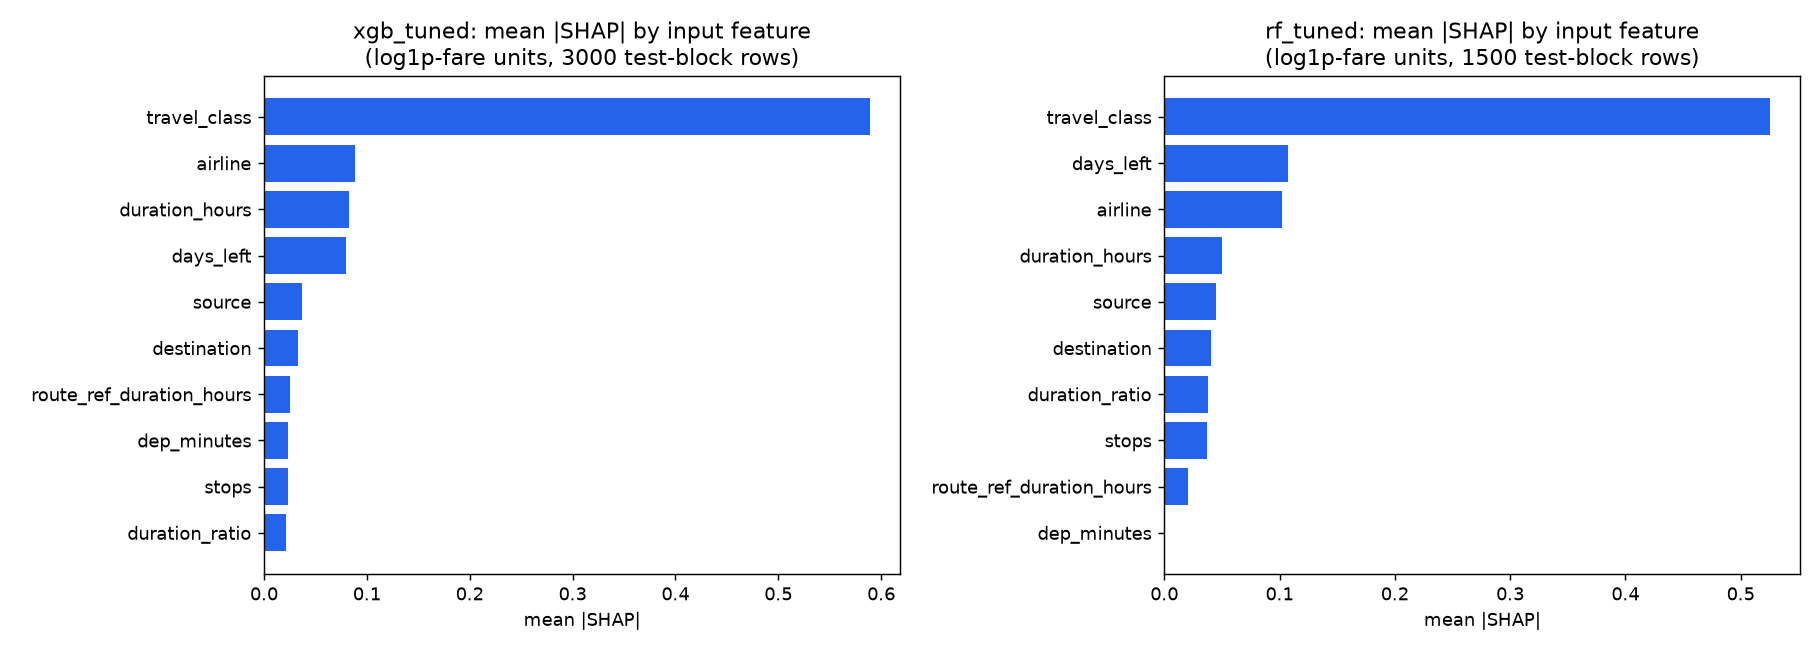 xgb_tuned: mean |SHAP| by input feature
(log1p-fare units, 3000 test-block rows)
travel_class
airline
duration_hours
days_left
source
destination
route_ref_duration_hours
dep_minutes
stops
duration_ratio
0.0 0.1 0.2 0.3 0.4 0.5 0.6
mean |SHAP|
rf_tuned: mean |SHAP| by input feature
(log1p-fare units, 1500 test-block rows)
travel_class
days_left
airline
duration_hours
source
destination
duration_ratio
stops
route_ref_duration_hours
dep_minutes
0.0 0.1 0.2 0.3 0.4 0.5
mean |SHAP|